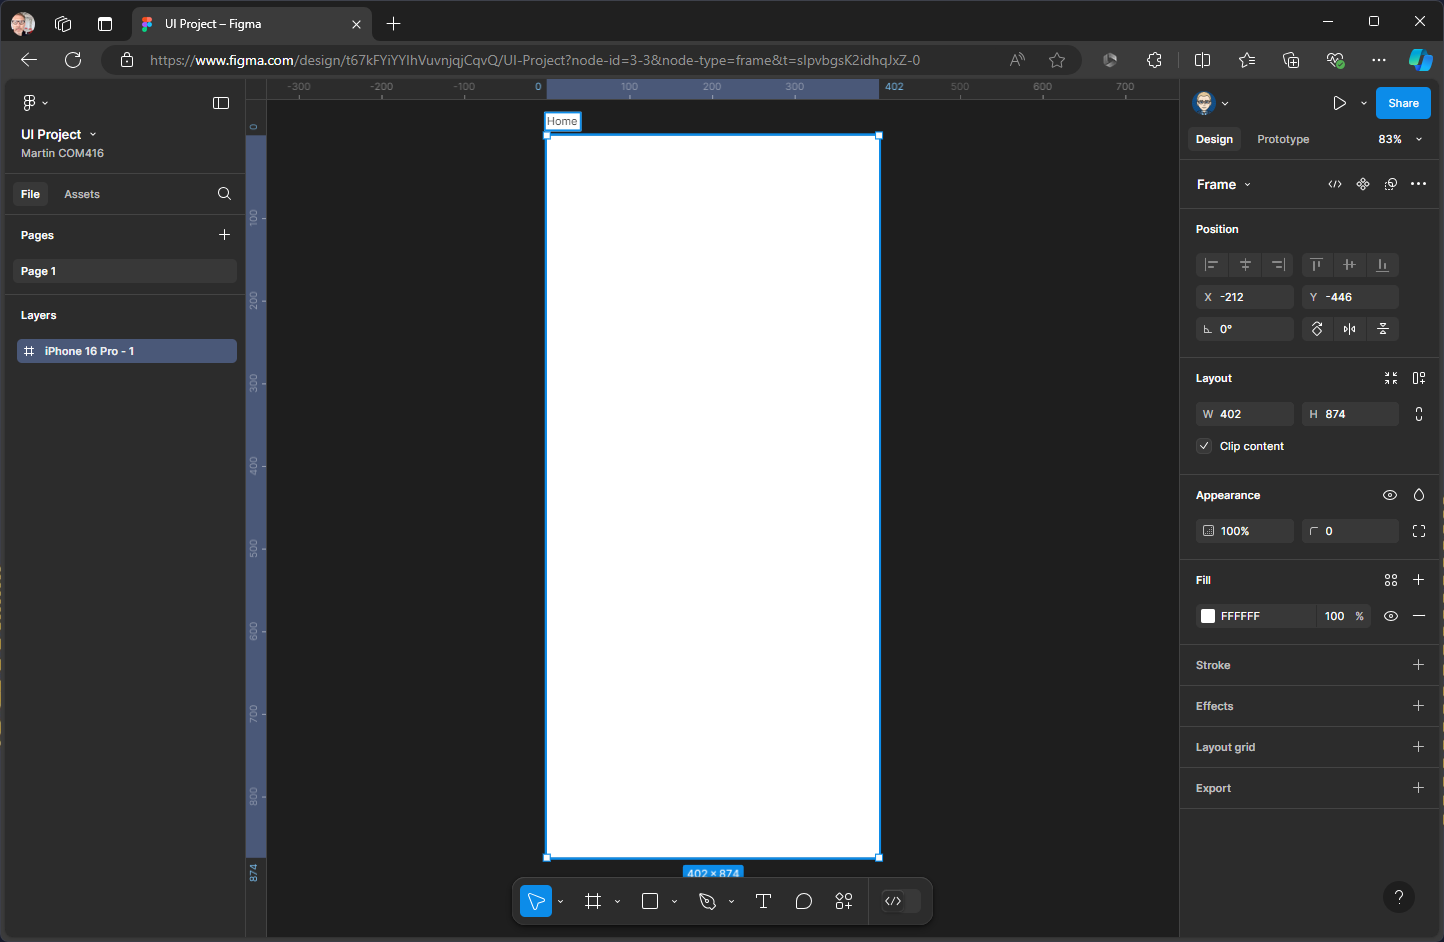 UI Project – Figma
https://www.figma.com/design/t67kFYiYYIhVuvnjqjCqvQ/UI-Project?node-id=3-3&node-type=frame&t=sIpvbgsK2idhqJxZ-0
UI Project
Martin COM416
File Assets
Pages
Page 1
Layers
iPhone 16 Pro - 1
-300 -200 -100 0 100 200 300 402 500 600 700
0
100
200
300
400
500
600
700
800
874
Home
402 × 874
Share
Design Prototype 83%
Frame
Position
X -212 Y -446
0°
Layout
W 402 H 874
Clip content
Appearance
100% 0
Fill
FFFFFF 100 %
Stroke
Effects
Layout grid
Export
?